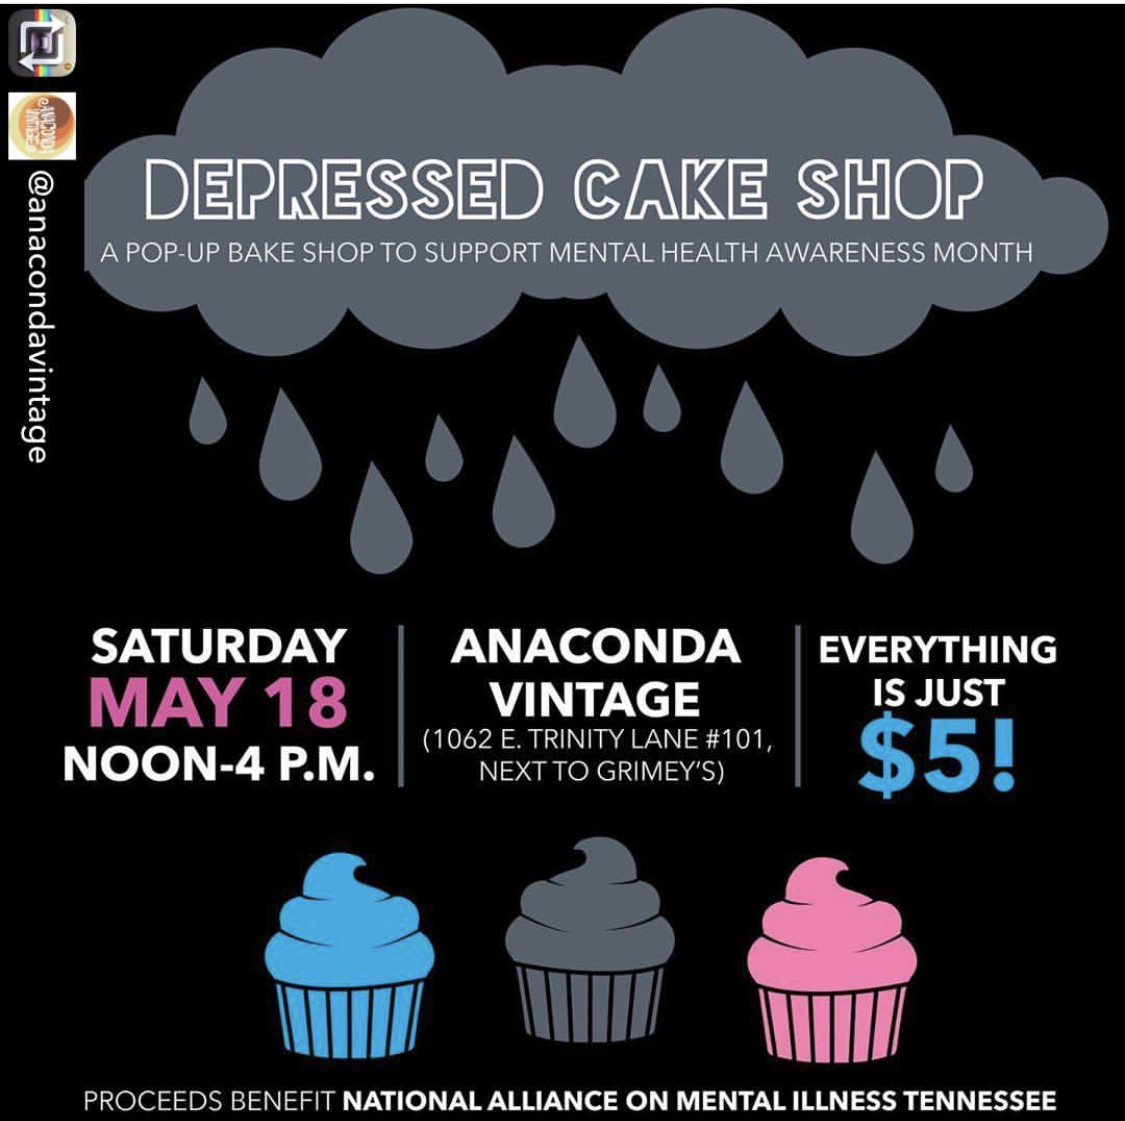 DEPRESSED CAKE SHOP
A POP-UP BAKE SHOP TO SUPPORT MENTAL HEALTH AWARENESS MONTH
@anacondavintage
SATURDAY
MAY 18
NOON-4 P.M.
ANACONDA
VINTAGE
(1062 E. TRINITY LANE #101,
NEXT TO GRIMEY'S)
EVERYTHING
IS JUST
$5!
PROCEEDS BENEFIT NATIONAL ALLIANCE ON MENTAL ILLNESS TENNESSEE